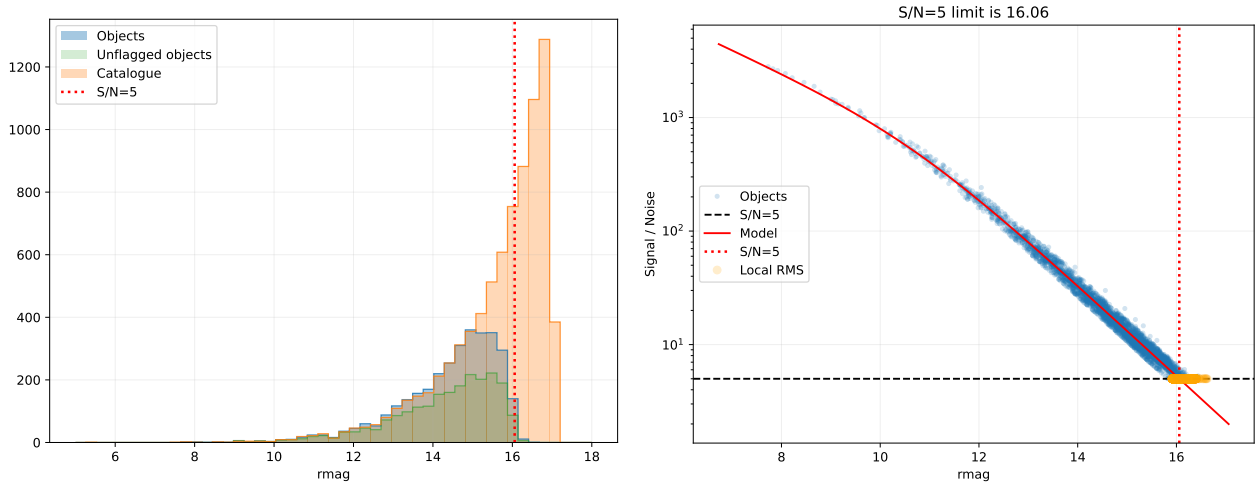 Objects
Unflagged objects
Catalogue
S/N=5
1200
1000
800
600
400
200
0
6
8
10
12
14
16
18
rmag
S/N=5 limit is 16.06
Signal / Noise
10³
10²
10¹
Objects
S/N=5
Model
S/N=5
Local RMS
8
10
12
14
16
rmag